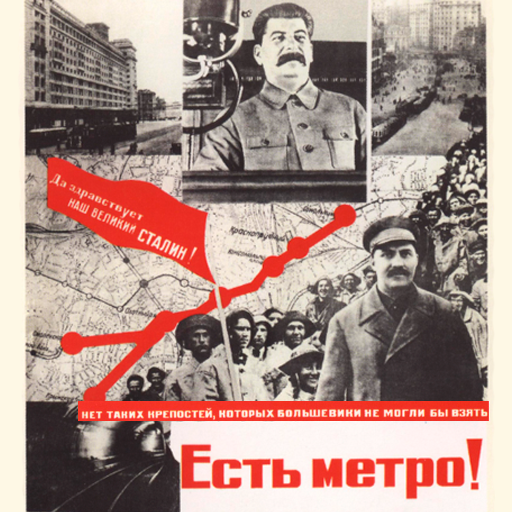 Да здравствует
НАШ ВЕЛИКИЙ СТАЛИН!
НЕТ ТАКИХ КРЕПОСТЕЙ, КОТОРЫХ БОЛЬШЕВИКИ НЕ МОГЛИ БЫ ВЗЯТЬ
Есть метро!